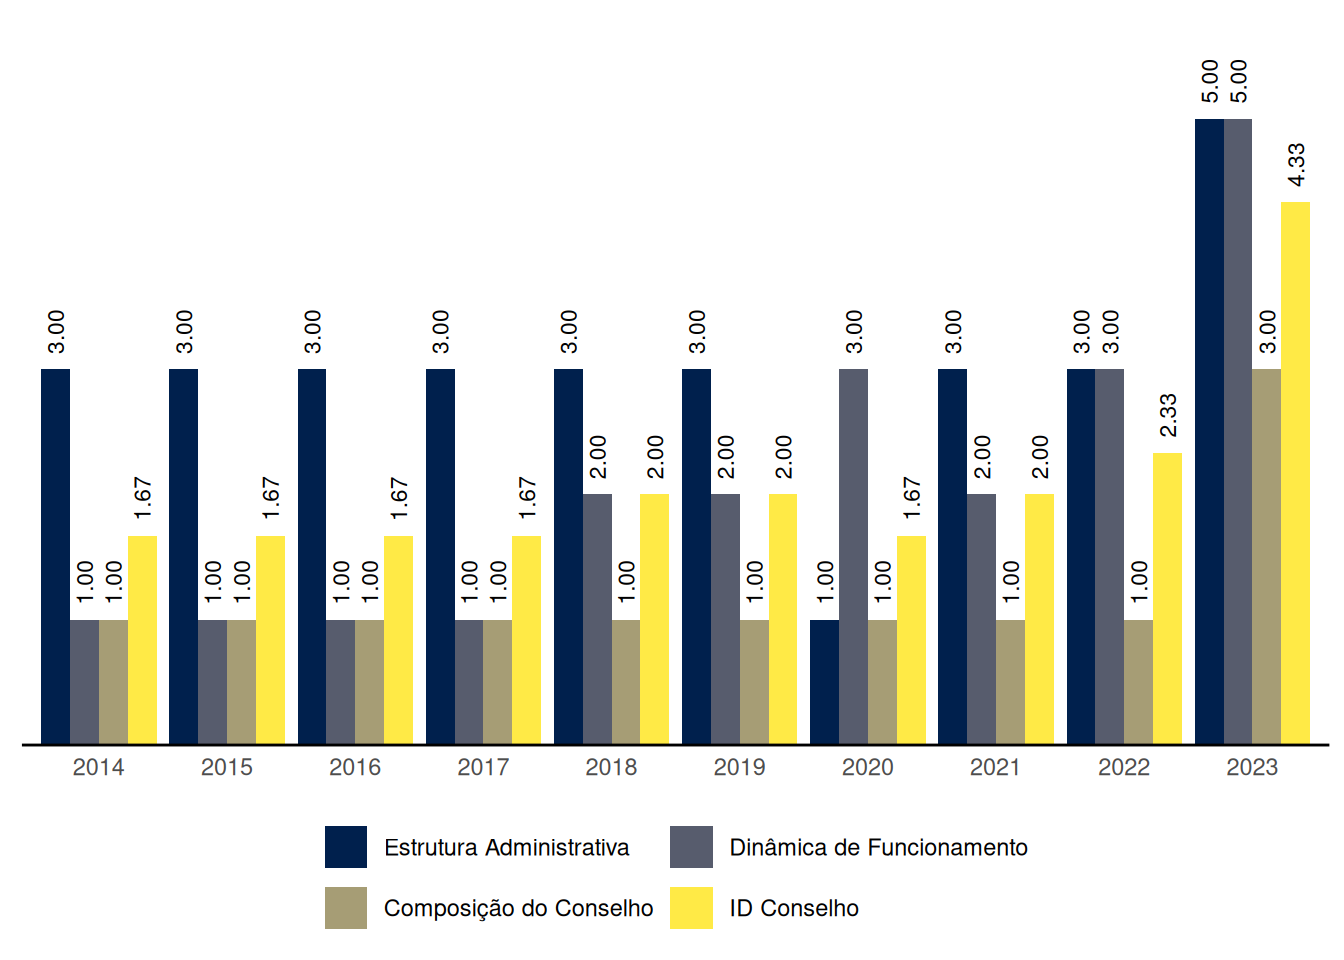 5.00 5.00
4.33
3.00 3.00 3.00 3.00 3.00 3.00 3.00 3.00 3.00 3.00 3.00
2.33
2.00 2.00 2.00 2.00 2.00 2.00
1.67 1.67 1.67 1.67 1.67
1.00 1.00 1.00 1.00 1.00 1.00 1.00 1.00 1.00 1.00 1.00 1.00 1.00 1.00
2014 2015 2016 2017 2018 2019 2020 2021 2022 2023
Estrutura Administrativa Dinâmica de Funcionamento
Composição do Conselho ID Conselho